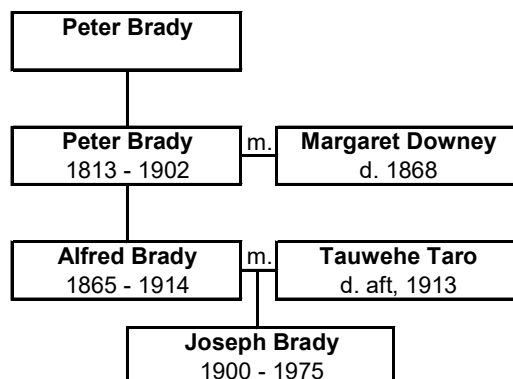 Peter Brady
Peter Brady
1813 - 1902
m.
Margaret Downey
d. 1868
Alfred Brady
1865 - 1914
m.
Tauwehe Taro
d. aft, 1913
Joseph Brady
1900 - 1975